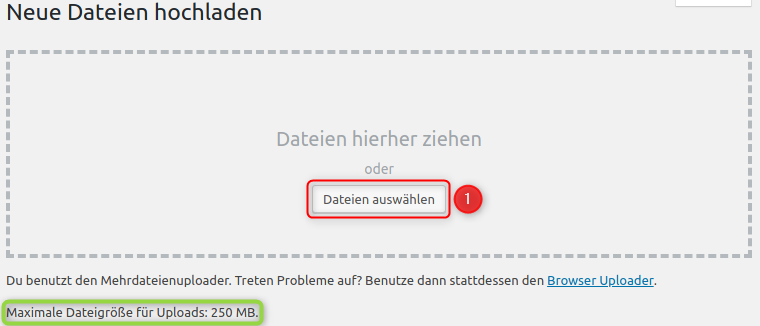 Neue Dateien hochladen
Dateien hierher ziehen
oder
Dateien auswählen
1
Du benutzt den Mehrdateienuploader. Treten Probleme auf? Benutze dann stattdessen den Browser Uploader.
Maximale Dateigröße für Uploads: 250 MB.